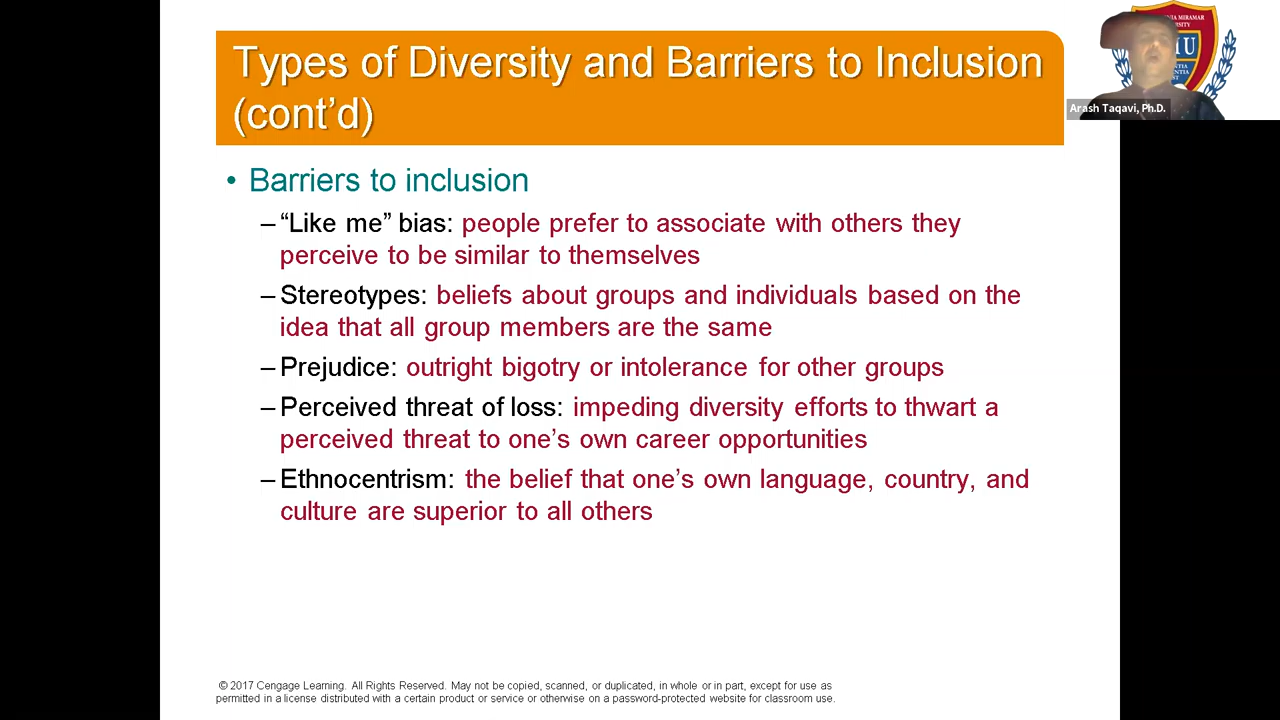 Types of Diversity and Barriers to Inclusion
(cont’d)
• Barriers to inclusion
– “Like me” bias: people prefer to associate with others they
perceive to be similar to themselves
– Stereotypes: beliefs about groups and individuals based on the
idea that all group members are the same
– Prejudice: outright bigotry or intolerance for other groups
– Perceived threat of loss: impeding diversity efforts to thwart a
perceived threat to one’s own career opportunities
– Ethnocentrism: the belief that one’s own language, country, and
culture are superior to all others
© 2017 Cengage Learning. All Rights Reserved. May not be copied, scanned, or duplicated, in whole or in part, except for use as
permitted in a license distributed with a certain product or service or otherwise on a password-protected website for classroom use.
MIRAMAR
Arash Taqavi, Ph.D.